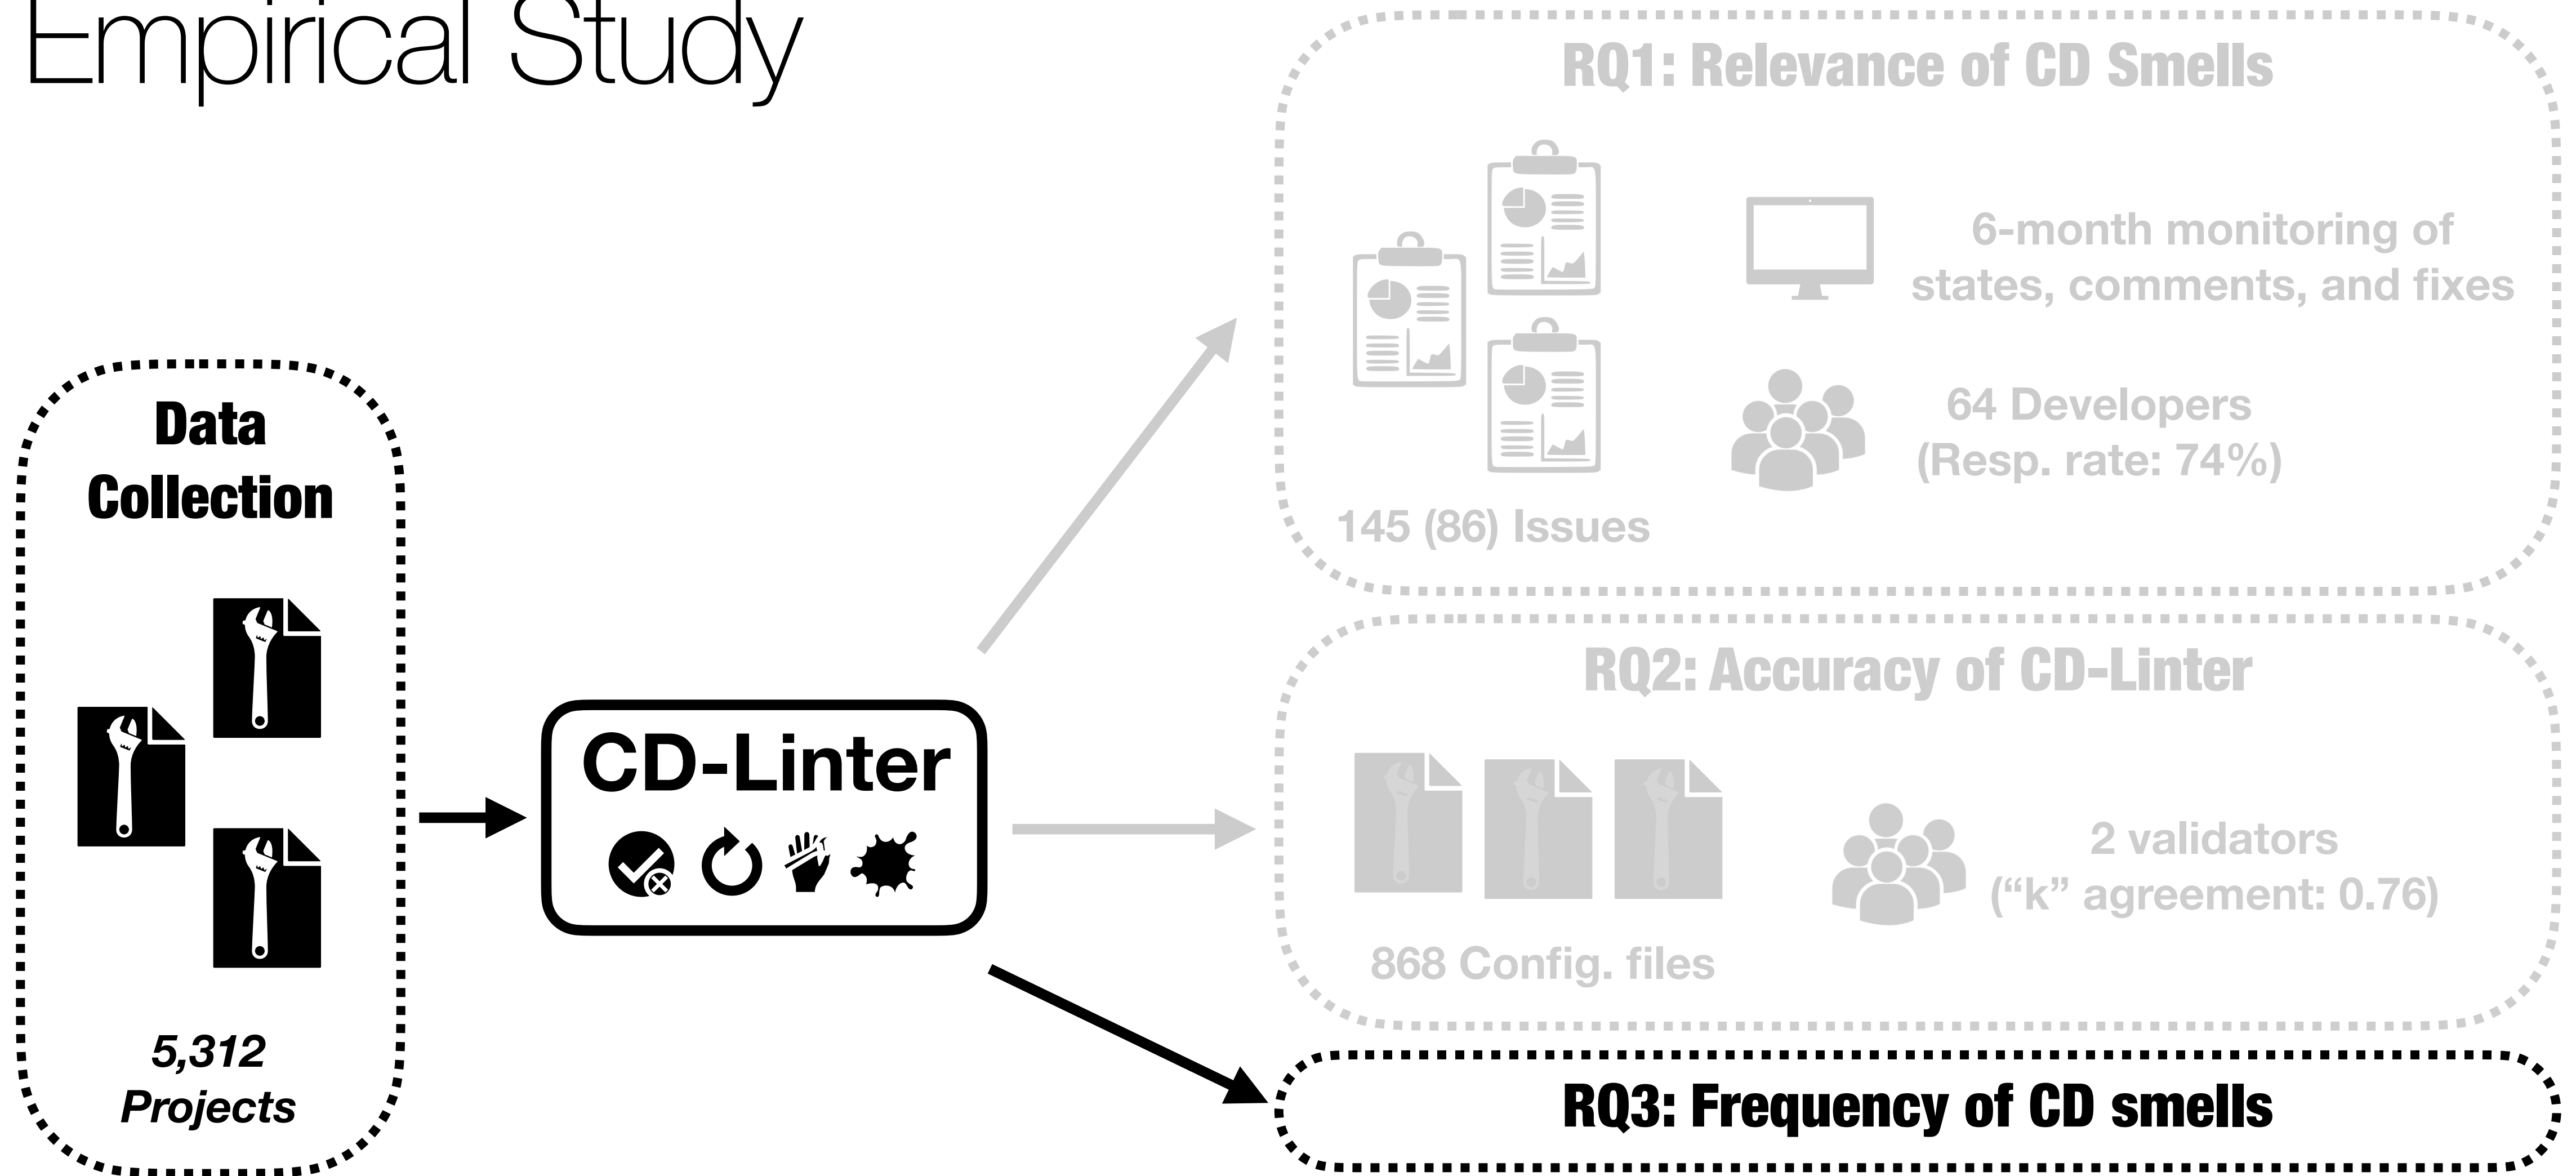 Empirical Study
Data
Collection
5,312
Projects
CD-Linter
RQ1: Relevance of CD Smells
6-month monitoring of
states, comments, and fixes
64 Developers
(Resp. rate: 74%)
145 (86) Issues
RQ2: Accuracy of CD-Linter
2 validators
(“k” agreement: 0.76)
868 Config. files
RQ3: Frequency of CD smells